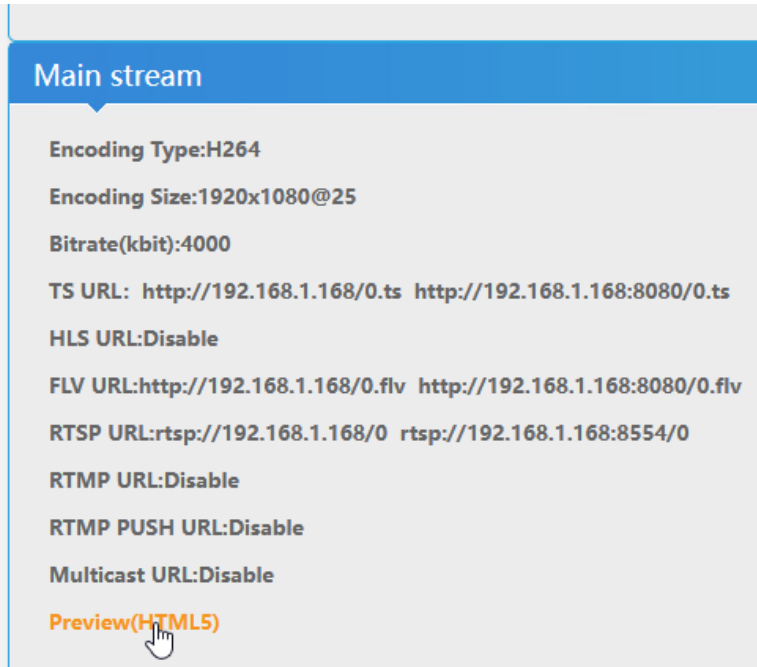 Main stream
Encoding Type:H264
Encoding Size:1920x1080@25
Bitrate(kbit):4000
TS URL:  http://192.168.1.168/0.ts  http://192.168.1.168:8080/0.ts
HLS URL:Disable
FLV URL:http://192.168.1.168/0.flv  http://192.168.1.168:8080/0.flv
RTSP URL:rtsp://192.168.1.168/0  rtsp://192.168.1.168:8554/0
RTMP URL:Disable
RTMP PUSH URL:Disable
Multicast URL:Disable
Preview(HTML5)